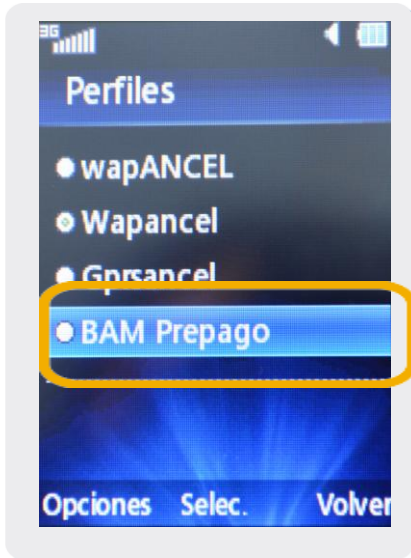 3G
Perfiles
wapANCEL
Wapancel
Gprsancel
BAM Prepago
Opciones Selec. Volver